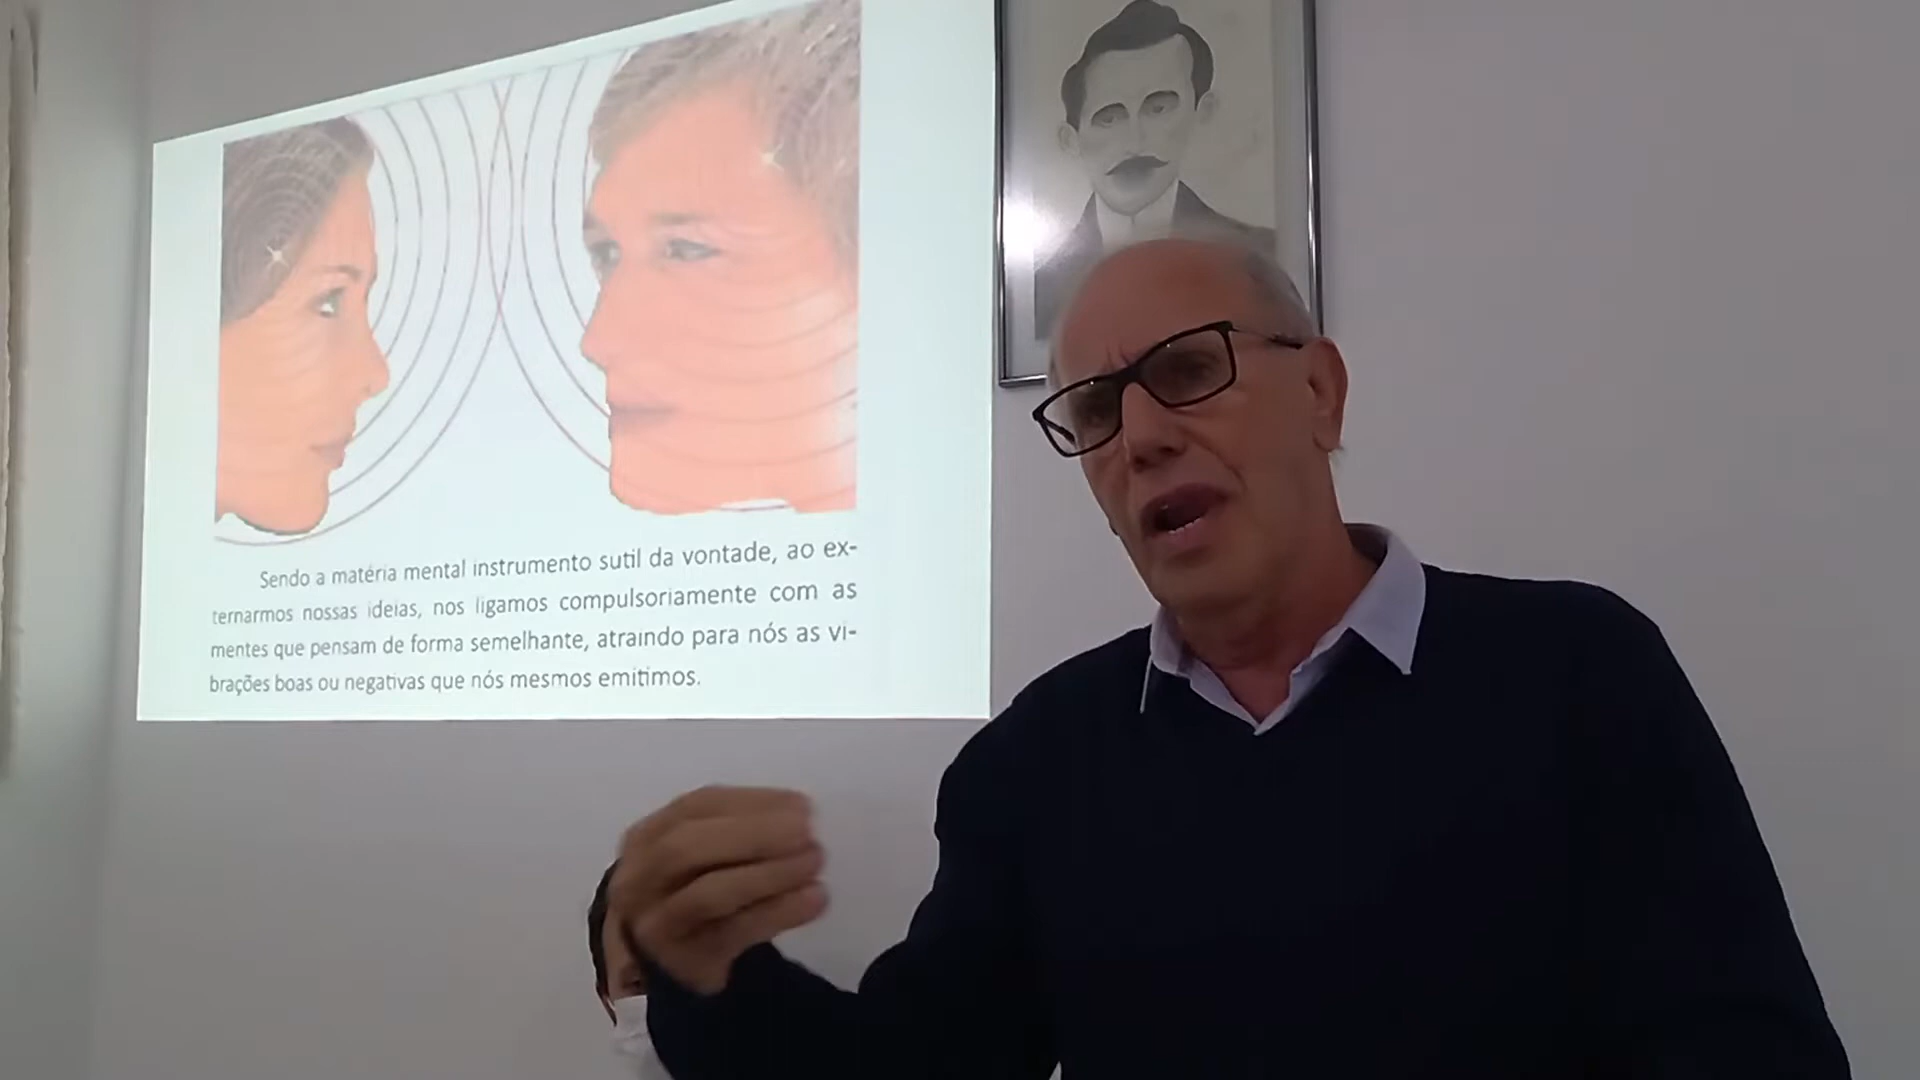 Sendo a matéria mental instrumento sutil da vontade, ao ex-
ternarmos nossas ideias, nos ligamos compulsoriamente com as
mentes que pensam de forma semelhante, atraindo para nós as vi-
brações boas ou negativas que nós mesmos emitimos.